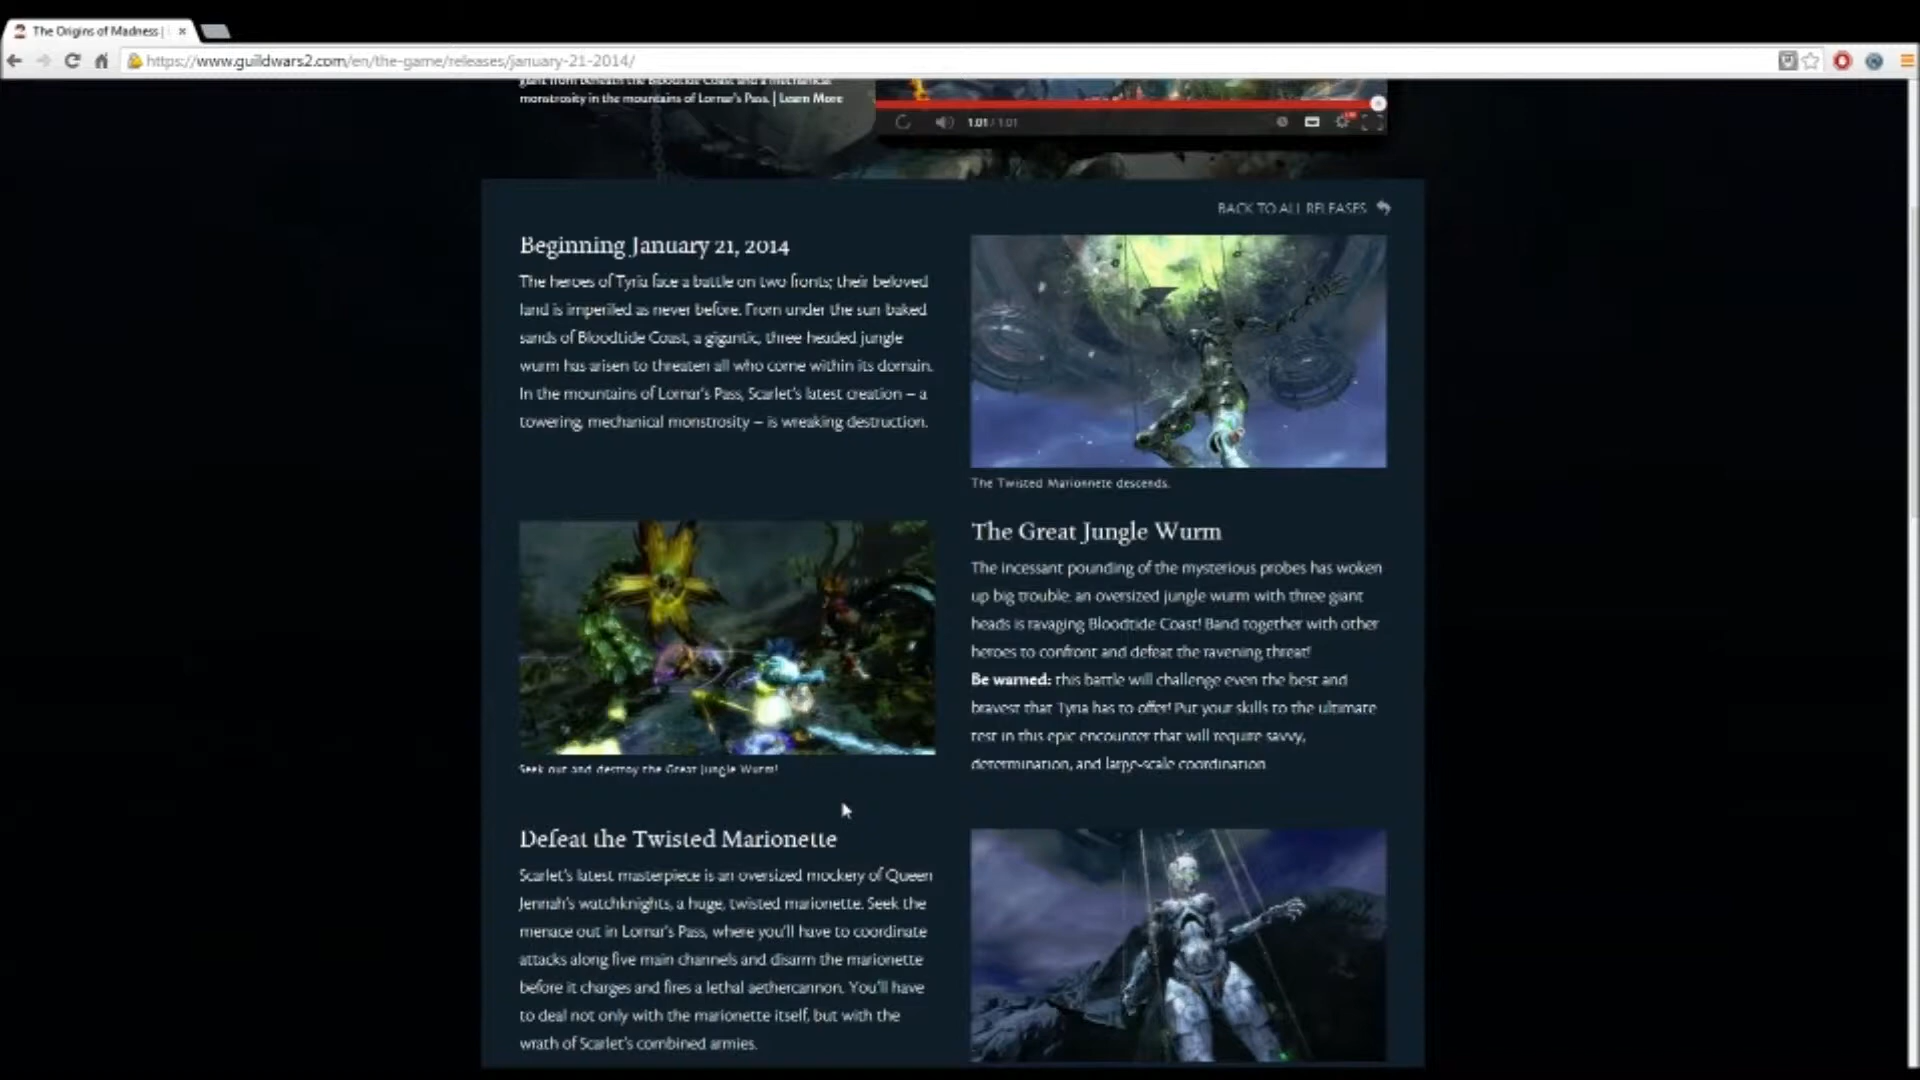 The Origins of Madness |
https://www.guildwars2.com/en/the-game/releases/january-21-2014/
giant from beneath the Bloodtide Coast and a mechanical
monstrosity in the mountains of Lornar's Pass. | Learn More
1:01 / 1:01
BACK TO ALL RELEASES
Beginning January 21, 2014
The heroes of Tyria face a battle on two fronts; their beloved
land is imperiled as never before. From under the sun baked
sands of Bloodtide Coast, a gigantic, three headed jungle
wurm has arisen to threaten all who come within its domain.
In the mountains of Lornar's Pass, Scarlet's latest creation – a
towering, mechanical monstrosity – is wreaking destruction.
The Twisted Marionnete descends.
Seek out and destroy the Great Jungle Wurm!
The Great Jungle Wurm
The incessant pounding of the mysterious probes has woken
up big trouble: an oversized jungle wurm with three giant
heads is ravaging Bloodtide Coast! Band together with other
heroes to confront and defeat the ravening threat!
Be warned: this battle will challenge even the best and
bravest that Tyria has to offer! Put your skills to the ultimate
test in this epic encounter that will require savvy,
determination, and large-scale coordination.
Defeat the Twisted Marionette
Scarlet's latest masterpiece is an oversized mockery of Queen
Jennah's watchknights, a huge, twisted marionette. Seek the
menace out in Lornar's Pass, where you'll have to coordinate
attacks along five main channels and disarm the marionette
before it charges and fires a lethal aethercannon. You'll have
to deal not only with the marionette itself, but with the
wrath of Scarlet's combined armies.